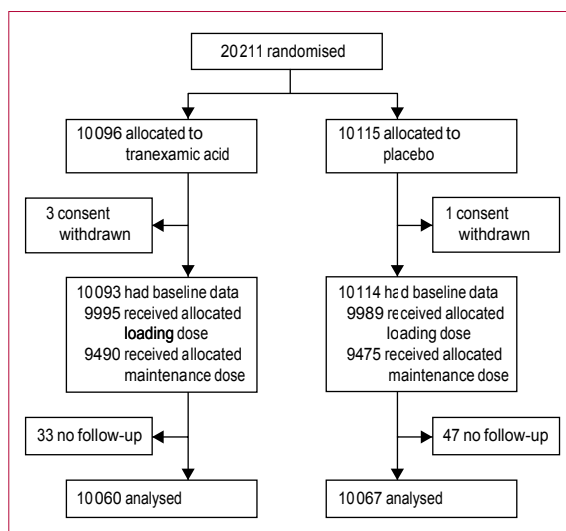 20211 randomised
10096 allocated to
tranexamic acid
10115 allocated to
placebo
3 consent
withdrawn
1 consent
withdrawn
10093 had baseline data
9995 received allocated
loading dose
9490 received allocated
maintenance dose
10114 had baseline data
9989 received allocated
loading dose
9475 received allocated
maintenance dose
33 no follow-up
47 no follow-up
10060 analysed
10067 analysed